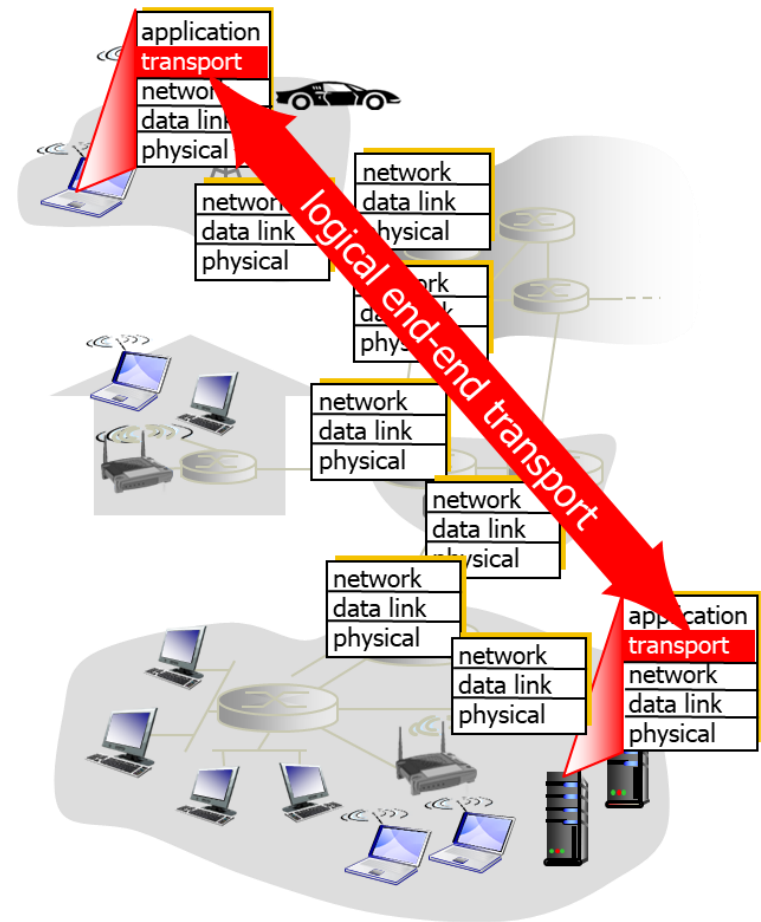 application
transport
network
data link
physical
network
data link
physical
network
data link
physical
network
data link
physical
logical end-end transport
network
data link
physical
network
data link
physical
network
data link
physical
network
data link
physical
application
transport
network
data link
physical